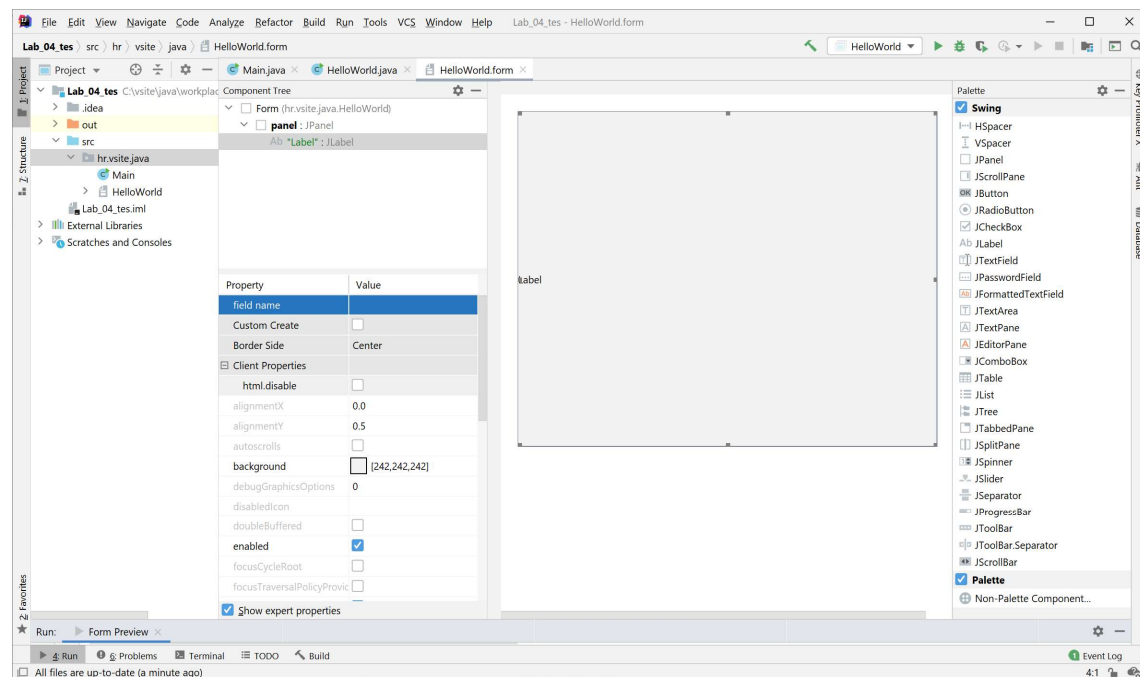 File Edit View Navigate Code Analyze Refactor Build Run Tools VCS Window Help Lab_04_tes - HelloWorld.form
Lab_04_tes src hr vsite java HelloWorld.form HelloWorld
1: Project
Z: Structure
2: Favorites
Project
Main.java HelloWorld.java HelloWorld.form
Lab_04_tes C:\vsite\java\workplac
.idea
out
src
hr.vsite.java
Main
HelloWorld
Lab_04_tes.iml
External Libraries
Scratches and Consoles
Component Tree
Form (hr.vsite.java.HelloWorld)
panel : JPanel
Ab "Label" : JLabel
Property Value
field name
Custom Create
Border Side Center
Client Properties
html.disable
alignmentX 0.0
alignmentY 0.5
autoscrolls
background [242,242,242]
debugGraphicsOptions 0
disabledIcon
doubleBuffered
enabled
focusCycleRoot
focusTraversalPolicyProvic
Show expert properties
Label
Palette
Swing
HSpacer
VSpacer
JPanel
JScrollPane
OK JButton
JRadioButton
JCheckBox
Ab JLabel
JTextField
JPasswordField
JFormattedTextField
JTextArea
JTextPane
JEditorPane
JComboBox
JTable
JList
JTree
JTabbedPane
JSplitPane
JSpinner
JSlider
JSeparator
JProgressBar
JToolBar
JToolBar.Separator
JScrollBar
Palette
Non-Palette Component...
Key Promoter X
Ant
Database
Run: Form Preview
4: Run 6: Problems Terminal TODO Build 1 Event Log
All files are up-to-date (a minute ago) 4:1